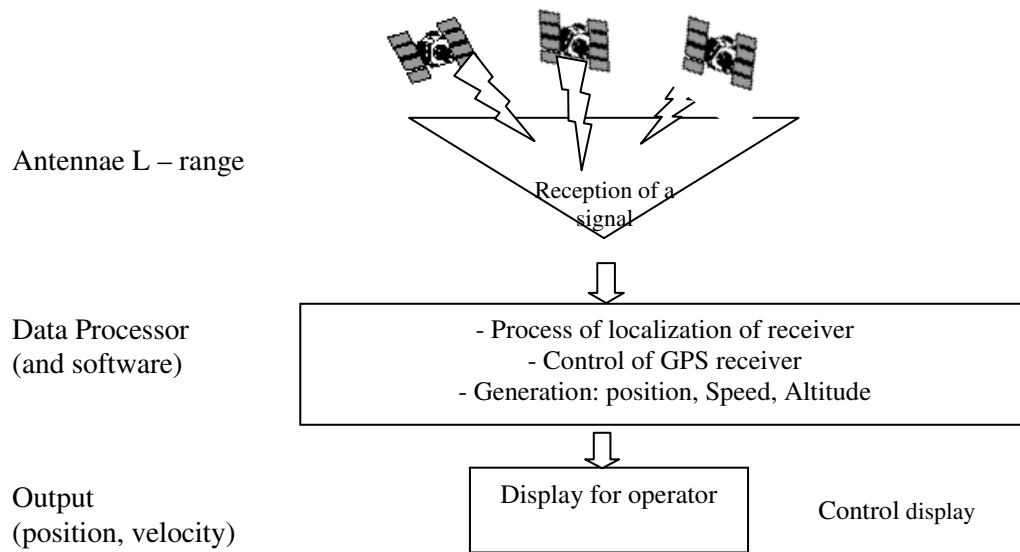 Antennae L – range
Reception of a
signal
Data Processor
(and software)
- Process of localization of receiver
- Control of GPS receiver
- Generation: position, Speed, Altitude
Output
(position, velocity)
Display for operator
Control display